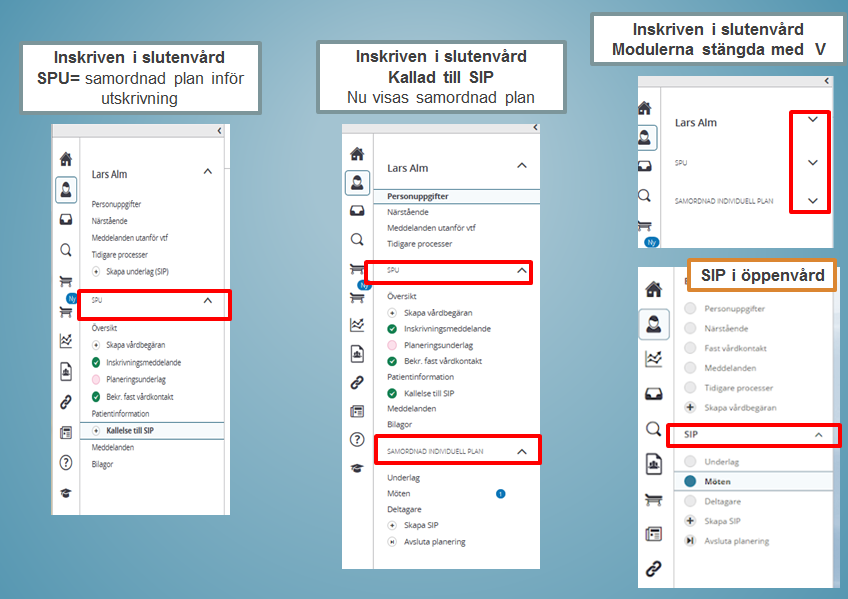 Inskriven i slutenvård
SPU= samordnad plan inför
utskrivning
Lars Alm
Personuppgifter
Närstående
Meddelanden utanför vtf
Tidigare processer
Skapa underlag (SIP)
Ny
SPU
Översikt
Skapa vårdbegäran
Inskrivningsmeddelande
Planeringsunderlag
Bekr. fast vårdkontakt
Patientinformation
Kallelse till SIP
Meddelanden
Bilagor
Inskriven i slutenvård
Kallad till SIP
Nu visas samordnad plan
Lars Alm
Personuppgifter
Närstående
Meddelanden utanför vtf
Tidigare processer
SPU
Ny
Översikt
Skapa vårdbegäran
Inskrivningsmeddelande
Planeringsunderlag
Bekr. fast vårdkontakt
Patientinformation
Kallelse till SIP
Meddelanden
Bilagor
SAMORDNAD INDIVIDUELL PLAN
Underlag
Möten 1
Deltagare
Skapa SIP
Avsluta planering
Inskriven i slutenvård
Modulerna stängda med V
Lars Alm
SPU
SAMORDNAD INDIVIDUELL PLAN
Ny
SIP i öppenvård
Personuppgifter
Närstående
Fast vårdkontakt
Meddelanden
Tidigare processer
Skapa vårdbegäran
SIP
Underlag
Möten
Deltagare
Skapa SIP
Avsluta planering